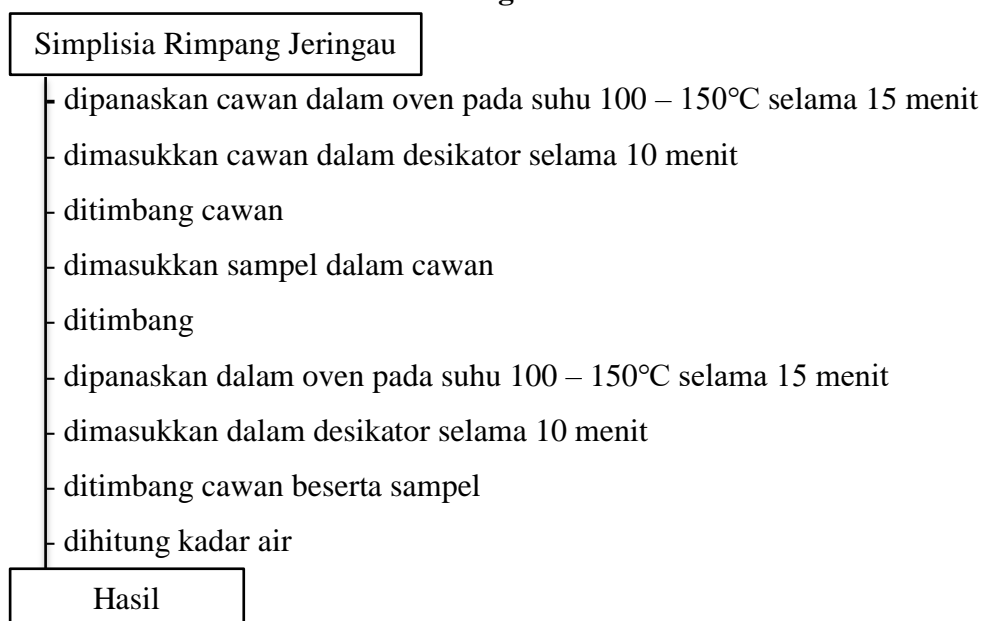 Simplisia Rimpang Jeringau
- dipanaskan cawan dalam oven pada suhu 100 – 150°C selama 15 menit
- dimasukkan cawan dalam desikator selama 10 menit
- ditimbang cawan
- dimasukkan sampel dalam cawan
- ditimbang
- dipanaskan dalam oven pada suhu 100 – 150°C selama 15 menit
- dimasukkan dalam desikator selama 10 menit
- ditimbang cawan beserta sampel
- dihitung kadar air
Hasil